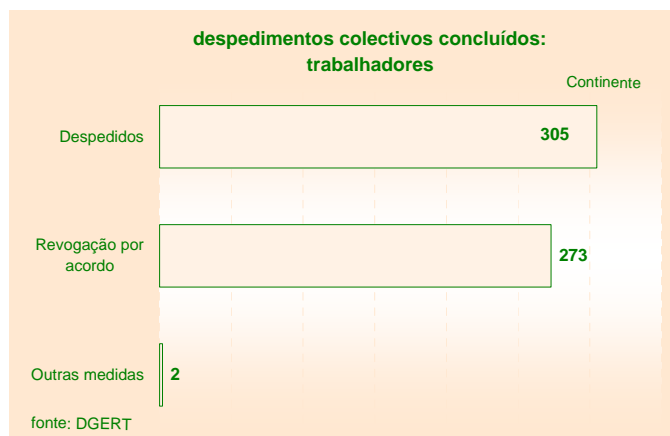 despedimentos colectivos concluídos:
trabalhadores
Continente
Despedidos
305
Revogação por
acordo
273
Outras medidas
2
fonte: DGERT